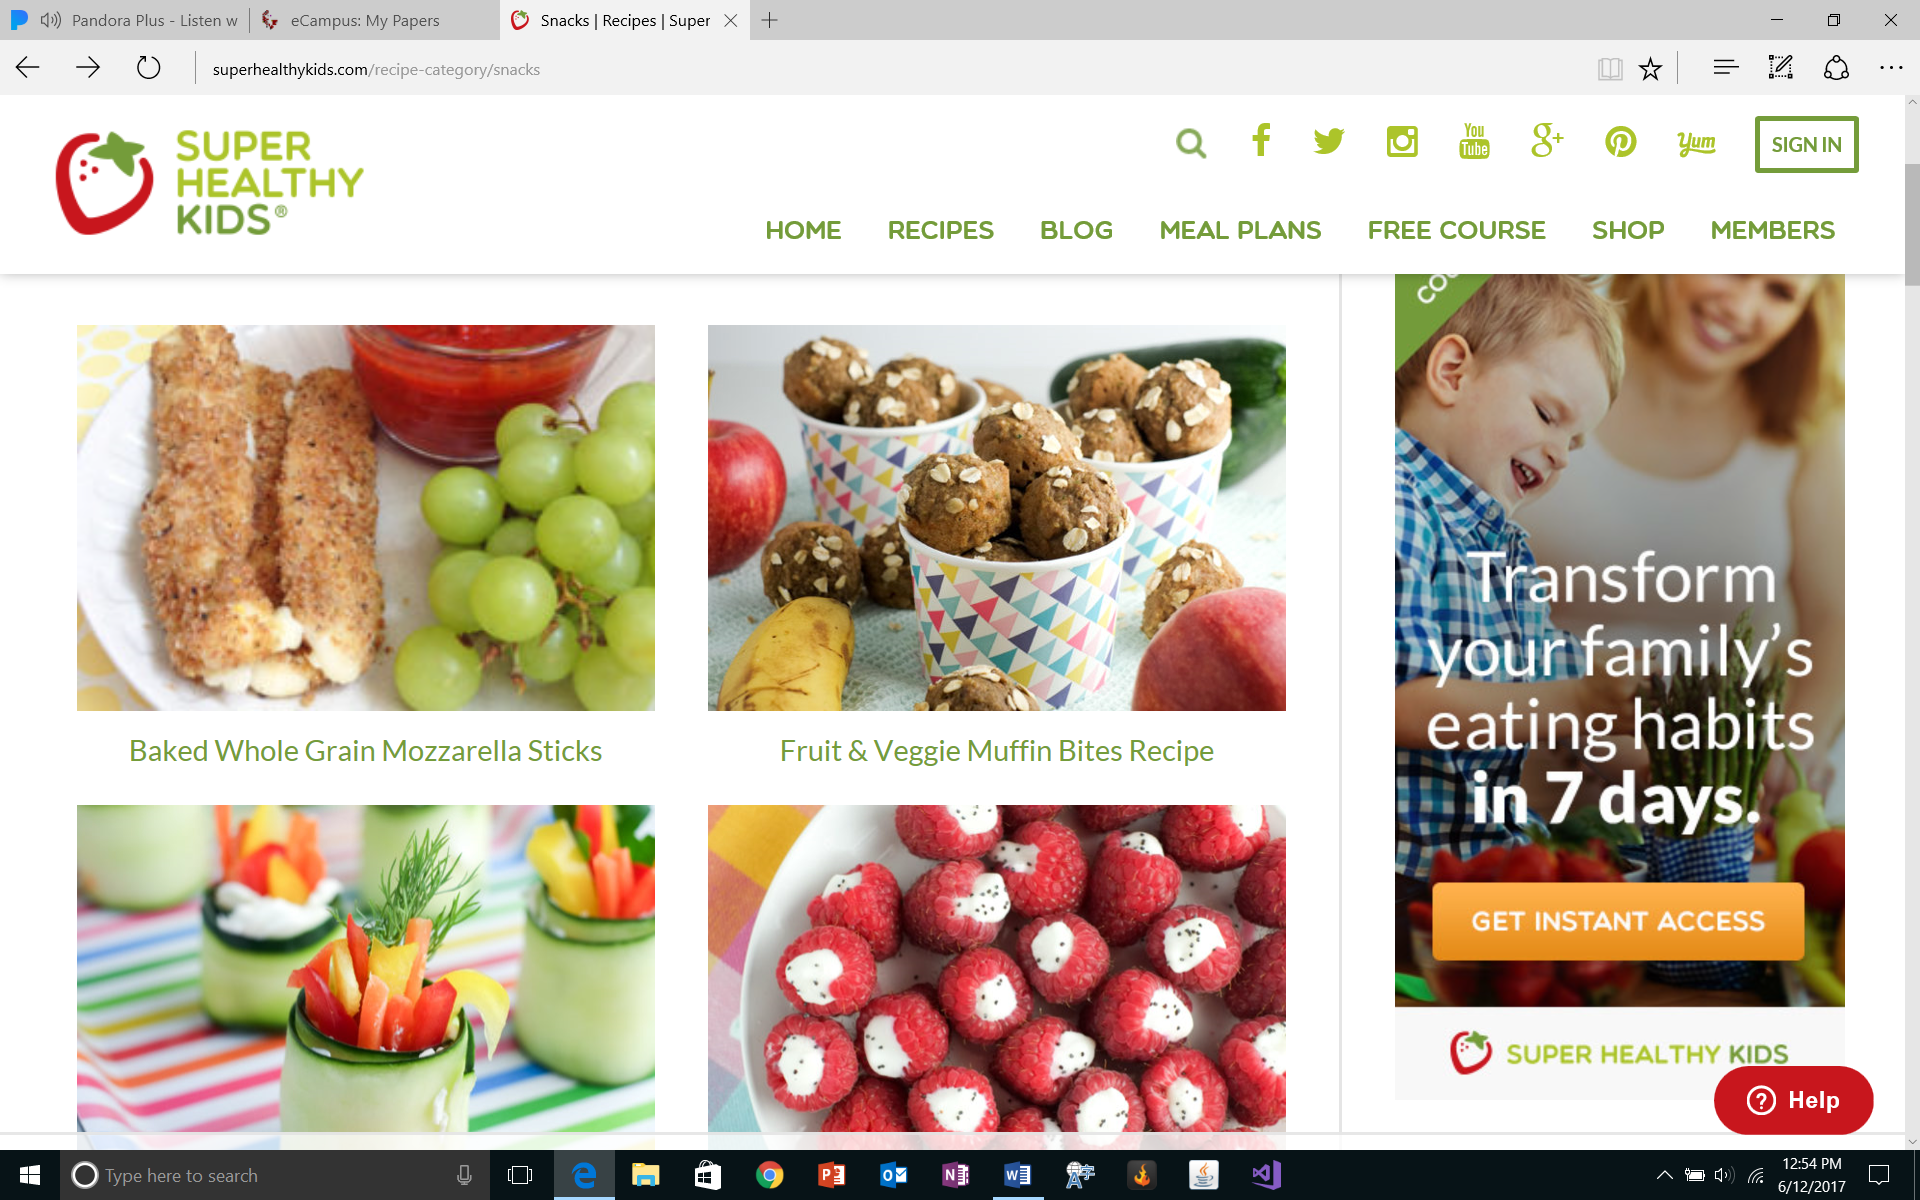 Pandora Plus - Listen w
eCampus: My Papers
Snacks | Recipes | Super
superhealthykids.com/recipe-category/snacks
SUPER
HEALTHY
KIDS®
You
Tube
g+
Yum
SIGN IN
HOME RECIPES BLOG MEAL PLANS FREE COURSE SHOP MEMBERS
Baked Whole Grain Mozzarella Sticks
Fruit & Veggie Muffin Bites Recipe
Transform
your family's
eating habits
in 7 days.
GET INSTANT ACCESS
SUPER HEALTHY KIDS
Help
Type here to search
12:54 PM
6/12/2017